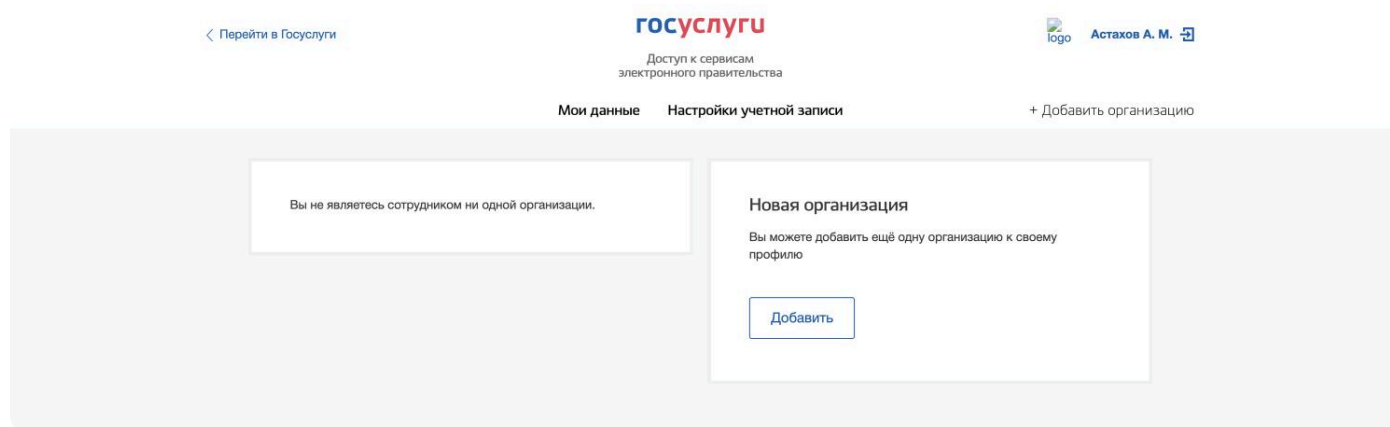 Перейти в Госуслуги
госуслуги
Доступ к сервисам
электронного правительства
logo
Астахов А. М.
Мои данные
Настройки учетной записи
+ Добавить организацию
Вы не являетесь сотрудником ни одной организации.
Новая организация
Вы можете добавить ещё одну организацию к своему
профилю
Добавить